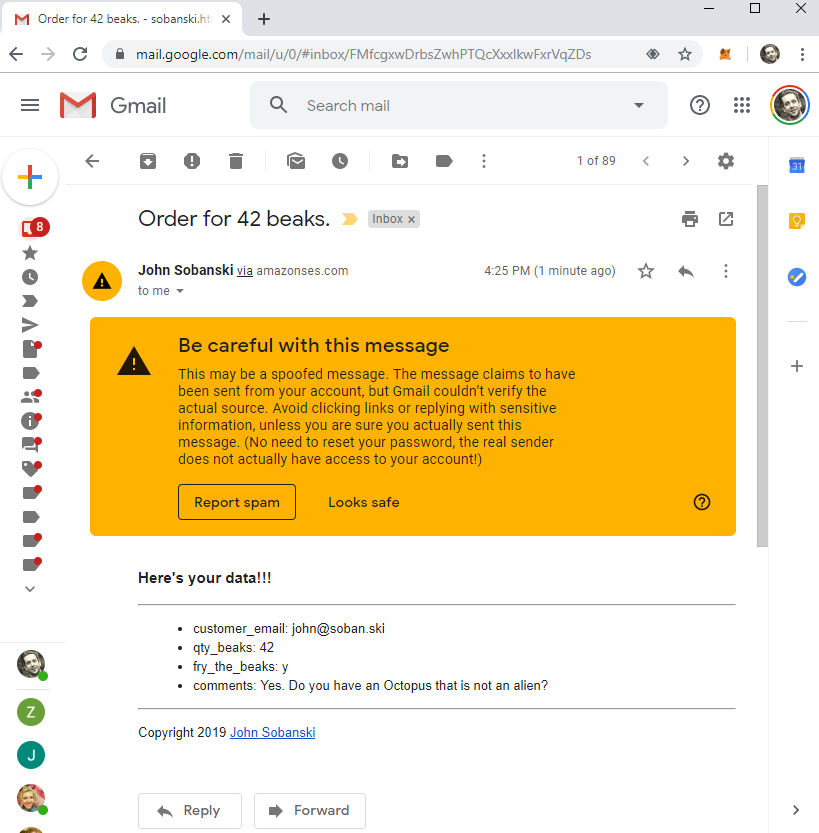 Order for 42 beaks. - sobanski.ht
mail.google.com/mail/u/0/#inbox/FMfcgxwDrbsZwhPTQcXxxlkwFxrVqZDs
Gmail
Search mail
1 of 89
31
8
Order for 42 beaks.
Inbox ×
John Sobanski via amazonses.com
4:25 PM (1 minute ago)
to me
Be careful with this message
This may be a spoofed message. The message claims to have
been sent from your account, but Gmail couldn't verify the
actual source. Avoid clicking links or replying with sensitive
information, unless you are sure you actually sent this
message. (No need to reset your password, the real sender
does not actually have access to your account!)
Report spam
Looks safe
Here's your data!!!
• customer_email: john@soban.ski
• qty_beaks: 42
• fry_the_beaks: y
• comments: Yes. Do you have an Octopus that is not an alien?
Copyright 2019 John Sobanski
Z
J
Reply
Forward